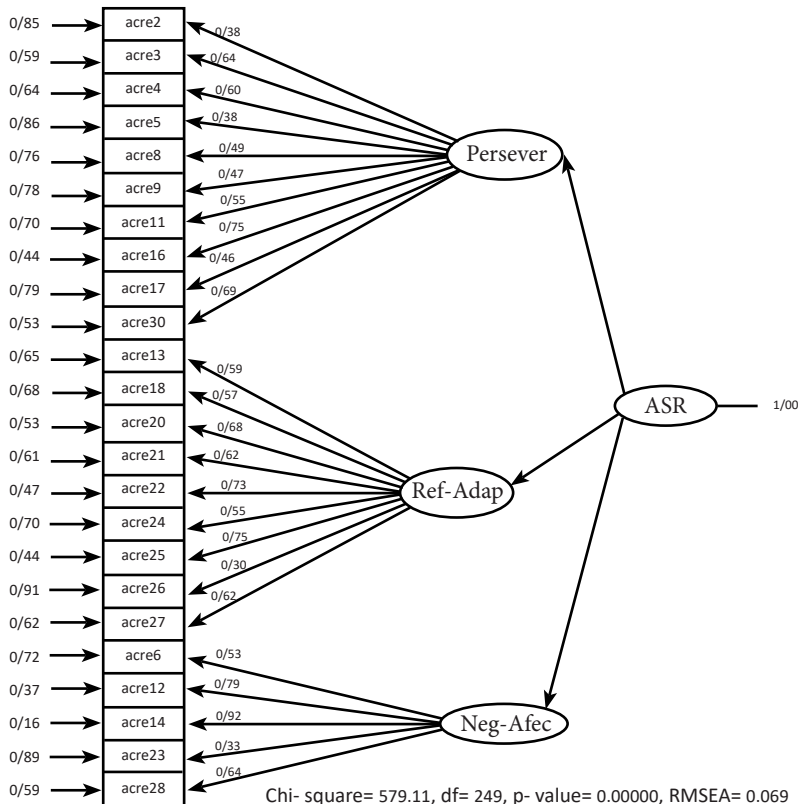 0/85 acre2 0/38
0/59 acre3 0/64
0/64 acre4 0/60
0/86 acre5 0/38
0/76 acre8 0/49
0/78 acre9 0/47
0/70 acre11 0/55
0/44 acre16 0/75
0/79 acre17 0/46
0/53 acre30 0/69
Persever
0/65 acre13 0/59
0/68 acre18 0/57
0/53 acre20 0/68
0/61 acre21 0/62
0/47 acre22 0/73
0/70 acre24 0/55
0/44 acre25 0/75
0/91 acre26 0/30
0/62 acre27 0/62
Ref-Adap
ASR 1/00
0/72 acre6 0/53
0/37 acre12 0/79
0/16 acre14 0/92
0/89 acre23 0/33
0/59 acre28 0/64
Neg-Afec
Chi- square= 579.11, df= 249, p- value= 0.00000, RMSEA= 0.069